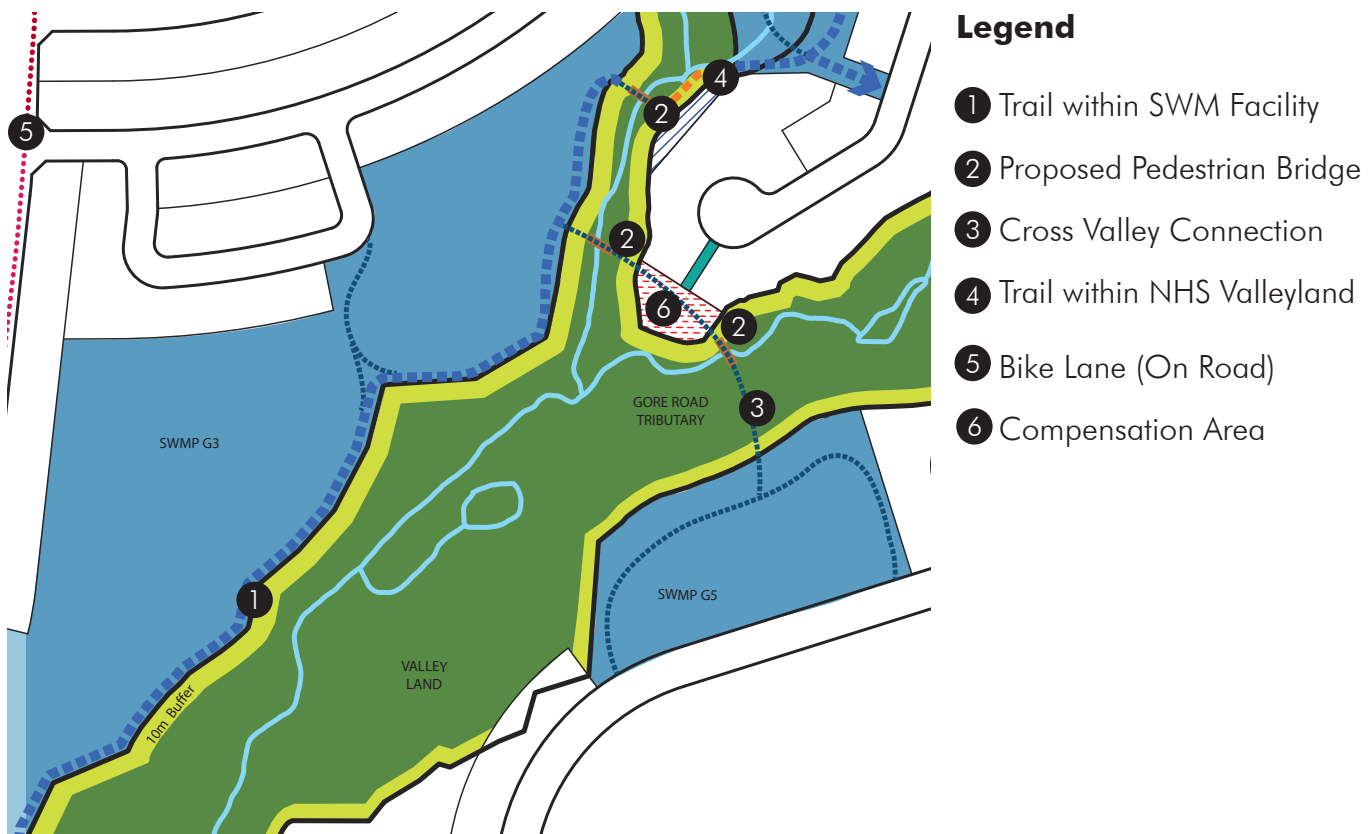 Legend
1 Trail within SWM Facility
2 Proposed Pedestrian Bridge
3 Cross Valley Connection
4 Trail within NHS Valleyland
5 Bike Lane (On Road)
6 Compensation Area
4
2
5
2
6
2
3
GORE ROAD
TRIBUTARY
SWMP G3
1
SWMP G5
VALLEY
LAND
10m Buffer